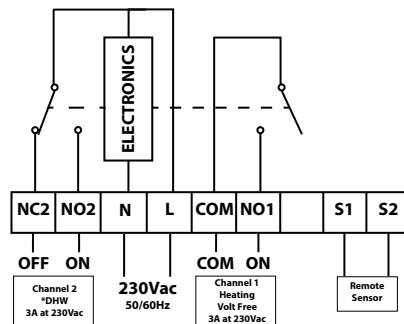 ELECTRONICS
NC2 NO2 N L COM NO1 S1 S2
OFF ON 230Vac COM ON
50/60Hz
Channel 2
*DHW
3A at 230Vac
Channel 1
Heating
Volt Free
3A at 230Vac
Remote
Sensor